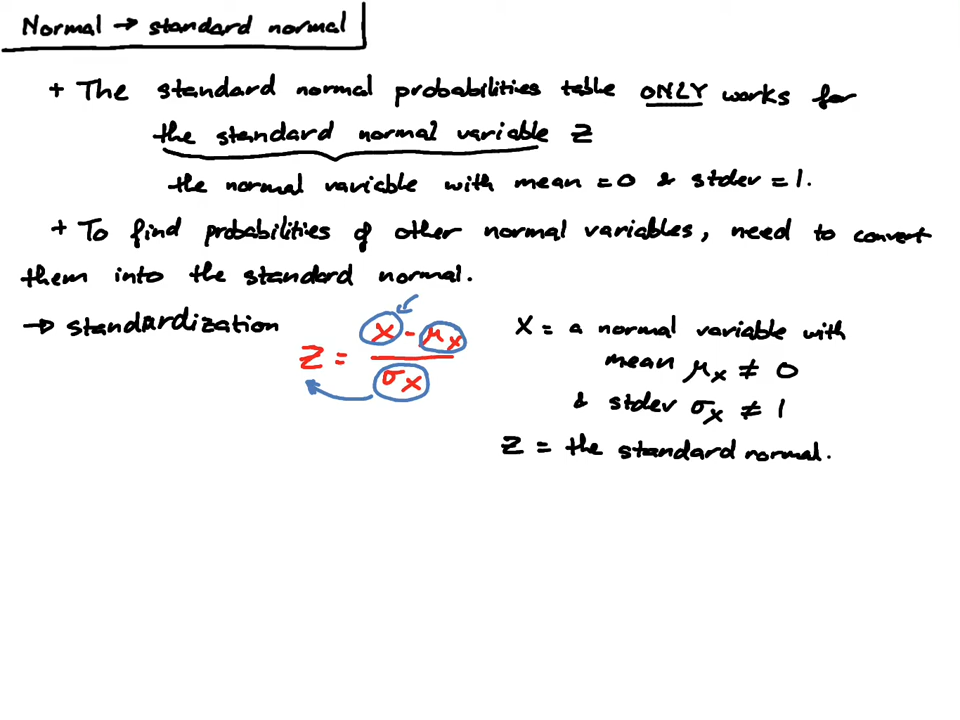 Normal → standard normal
+ The standard normal probabilities table ONLY works for
the standard normal variable Z
the normal variable with mean = 0 & stdev = 1.
+ To find probabilities of other normal variables, need to convert
them into the standard normal.
→ standardization
Z = (X - μx) / σx
X = a normal variable with
mean μx ≠ 0
& stdev σx ≠ 1
Z = the standard normal.